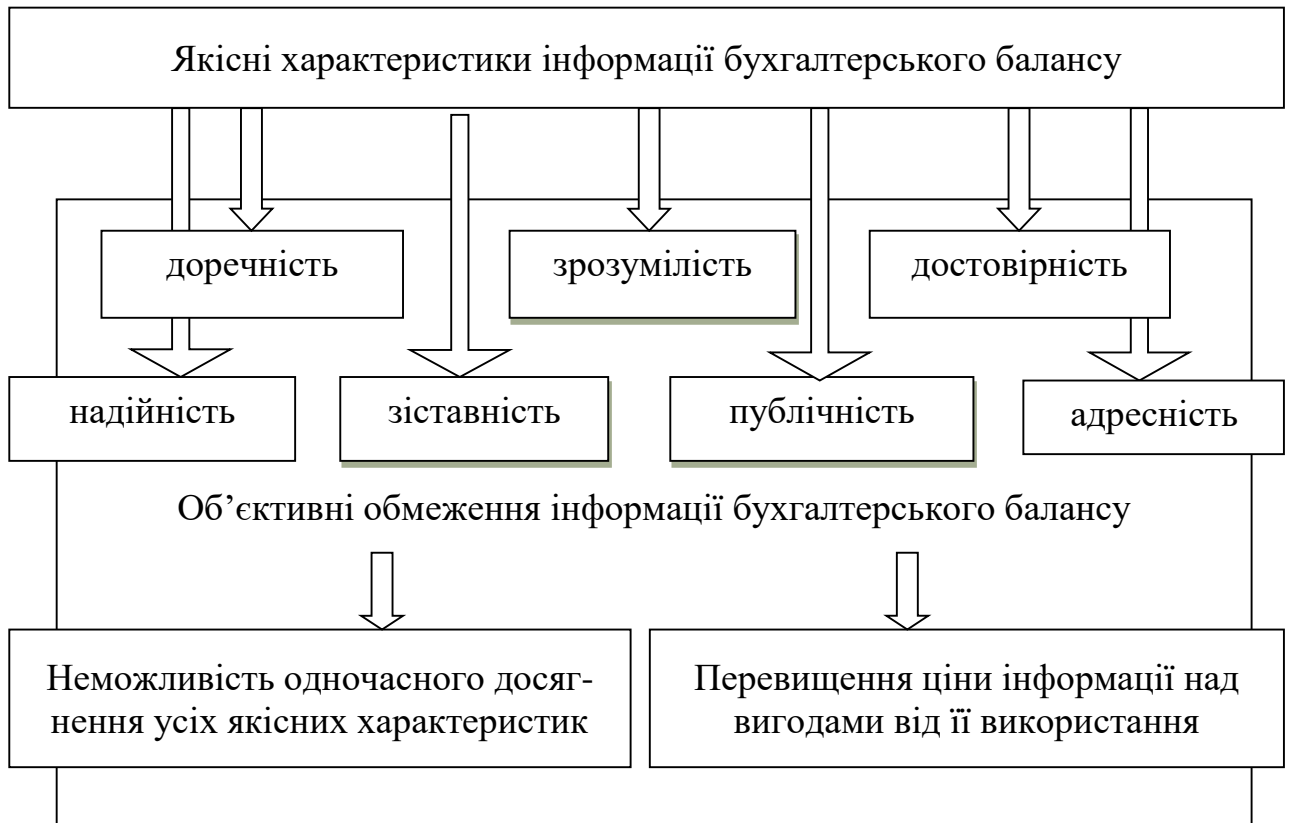 Якісні характеристики інформації бухгалтерського балансу
доречність
зрозумілість
достовірність
надійність
зіставність
публічність
адресність
Об’єктивні обмеження інформації бухгалтерського балансу
Неможливість одночасного досяг-
нення усіх якісних характеристик
Перевищення ціни інформації над
вигодами від її використання